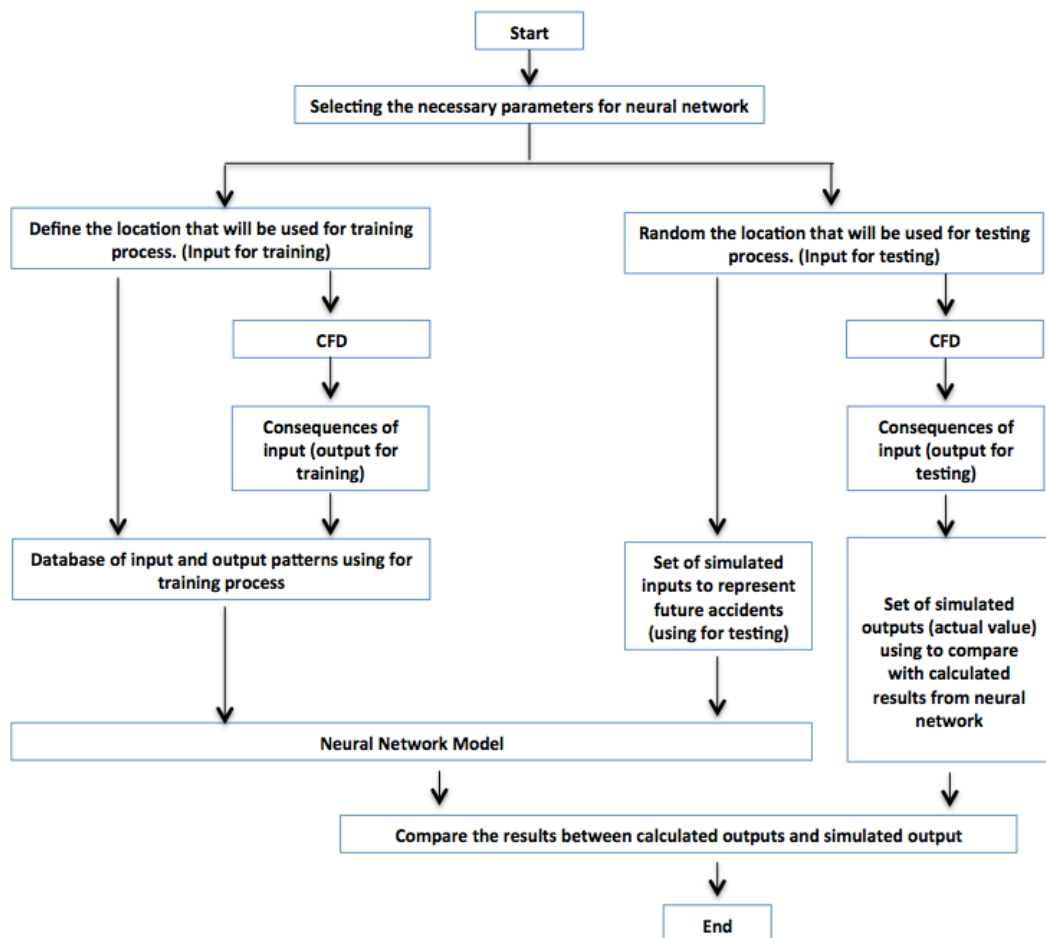 Start
Selecting the necessary parameters for neural network
Define the location that will be used for training
process. (Input for training)
Random the location that will be used for testing
process. (Input for testing)
CFD
CFD
Consequences of
input (output for
training)
Consequences of
input (output for
testing)
Database of input and output patterns using for
training process
Set of simulated
inputs to represent
future accidents
(using for testing)
Set of simulated
outputs (actual value)
using to compare
with calculated
results from neural
network
Neural Network Model
Compare the results between calculated outputs and simulated output
End